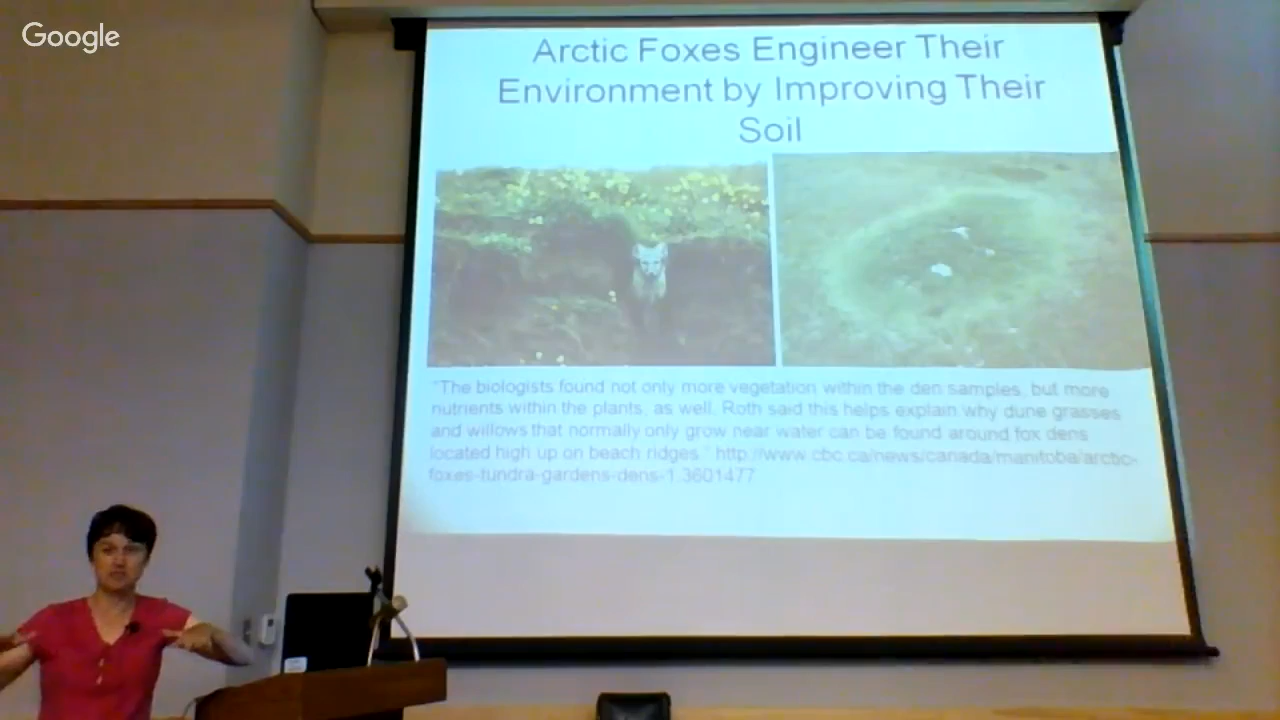 Google
Arctic Foxes Engineer Their
Environment by Improving Their
Soil
"The biologists found not only more vegetation within the den samples, but more
nutrients within the plants, as well. Roth said this helps explain why dune grasses
and willows that normally only grow near water can be found around fox dens
located high up on beach ridges." http://www.cbc.ca/news/canada/manitoba/arctic-
foxes-tundra-gardens-dens-1.3601477